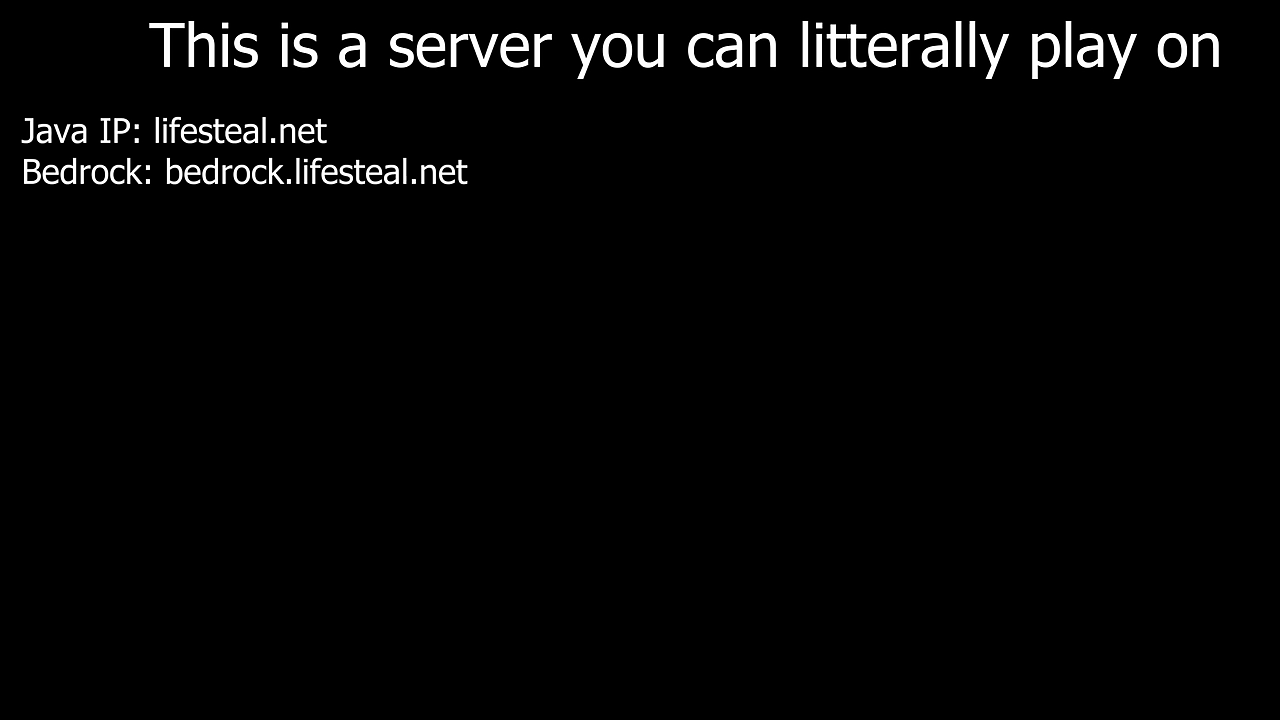 This is a server you can litterally play on
Java IP: lifesteal.net
Bedrock: bedrock.lifesteal.net